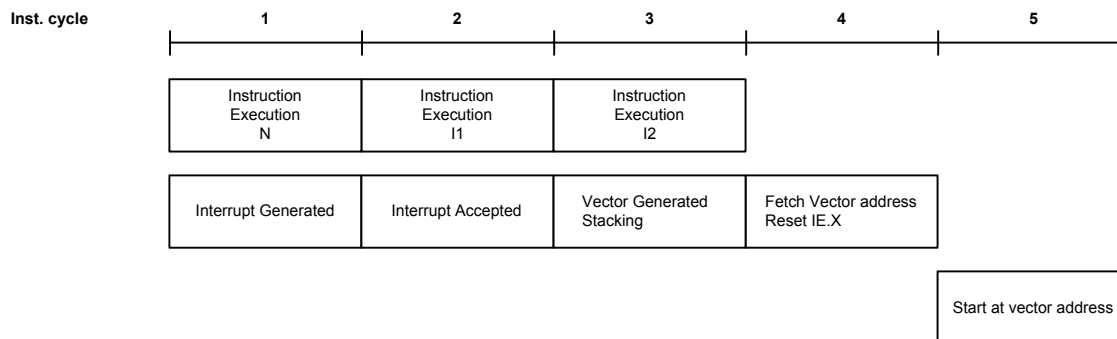 Inst. cycle 1 2 3 4 5
Instruction Execution N
Instruction Execution I1
Instruction Execution I2
Interrupt Generated
Interrupt Accepted
Vector Generated
Stacking
Fetch Vector address
Reset IE.X
Start at vector address